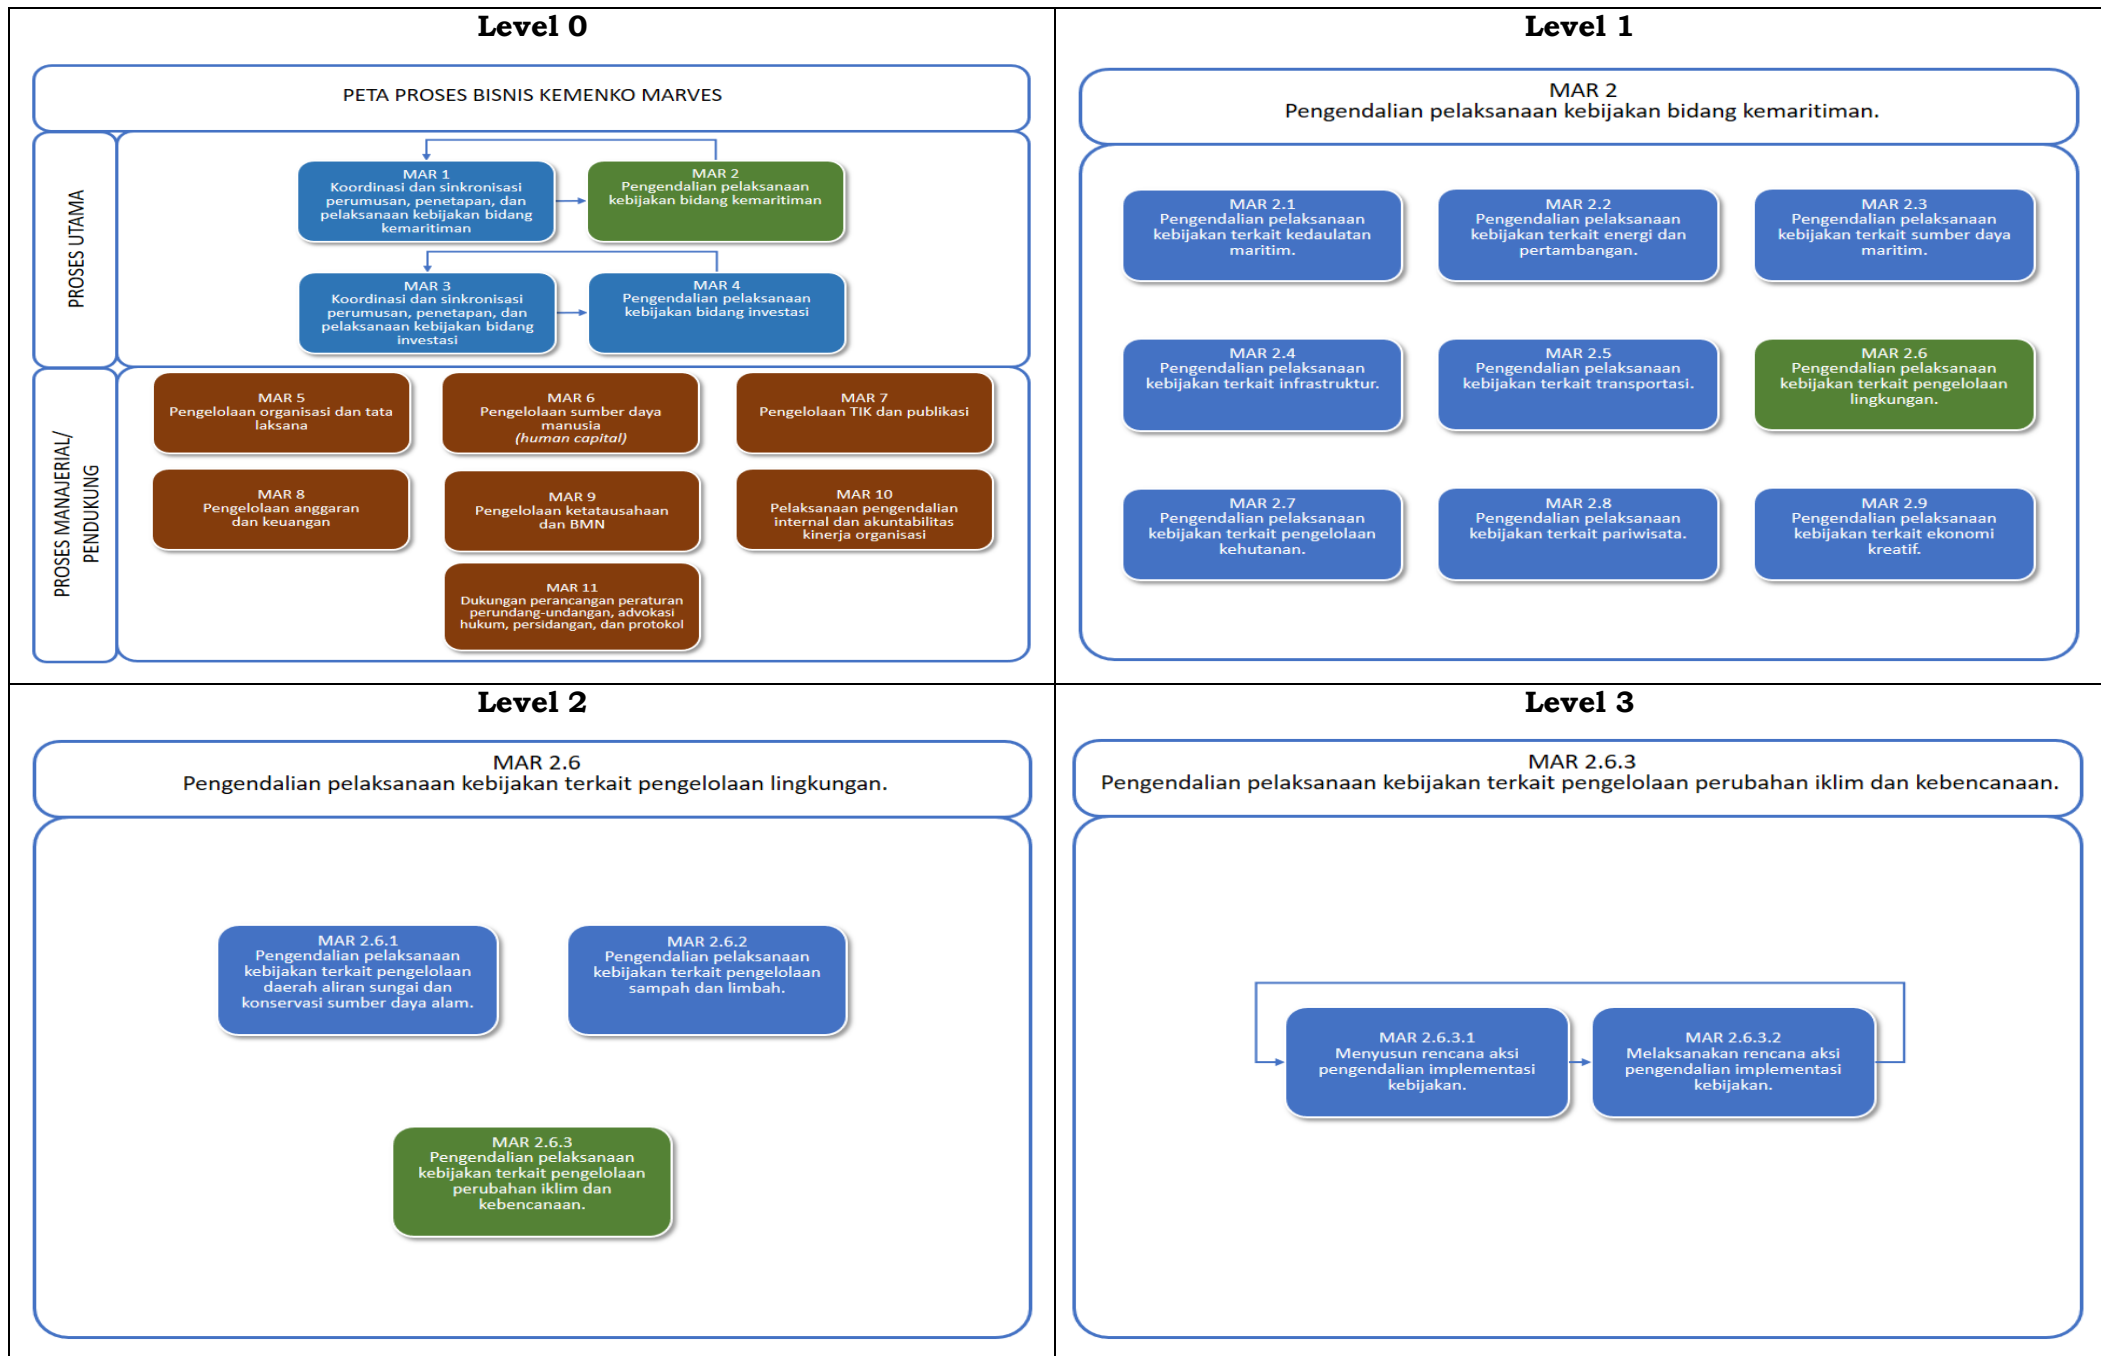 Level 0
PETA PROSES BISNIS KEMENKO MARVES
PROSES UTAMA
MAR 1
Koordinasi dan sinkronisasi
perumusan, penetapan, dan
pelaksanaan kebijakan bidang
kemaritiman
MAR 2
Pengendalian pelaksanaan
kebijakan bidang kemaritiman
MAR 3
Koordinasi dan sinkronisasi
perumusan, penetapan, dan
pelaksanaan kebijakan bidang
investasi
MAR 4
Pengendalian pelaksanaan
kebijakan bidang investasi
PROSES MANAJERIAL/
PENDUKUNG
MAR 5
Pengelolaan organisasi dan tata
laksana
MAR 6
Pengelolaan sumber daya
manusia
(human capital)
MAR 7
Pengelolaan TIK dan publikasi
MAR 8
Pengelolaan anggaran
dan keuangan
MAR 9
Pengelolaan ketatausahaan
dan BMN
MAR 10
Pelaksanaan pengendalian
internal dan akuntabilitas
kinerja organisasi
MAR 11
Dukungan perancangan peraturan
perundang-undangan, advokasi
hukum, persidangan, dan protokol
Level 1
MAR 2
Pengendalian pelaksanaan kebijakan bidang kemaritiman.
MAR 2.1
Pengendalian pelaksanaan
kebijakan terkait kedaulatan
maritim.
MAR 2.2
Pengendalian pelaksanaan
kebijakan terkait energi dan
pertambangan.
MAR 2.3
Pengendalian pelaksanaan
kebijakan terkait sumber daya
maritim.
MAR 2.4
Pengendalian pelaksanaan
kebijakan terkait infrastruktur.
MAR 2.5
Pengendalian pelaksanaan
kebijakan terkait transportasi.
MAR 2.6
Pengendalian pelaksanaan
kebijakan terkait pengelolaan
lingkungan.
MAR 2.7
Pengendalian pelaksanaan
kebijakan terkait pengelolaan
kehutanan.
MAR 2.8
Pengendalian pelaksanaan
kebijakan terkait pariwisata.
MAR 2.9
Pengendalian pelaksanaan
kebijakan terkait ekonomi
kreatif.
Level 2
MAR 2.6
Pengendalian pelaksanaan kebijakan terkait pengelolaan lingkungan.
MAR 2.6.1
Pengendalian pelaksanaan
kebijakan terkait pengelolaan
daerah aliran sungai dan
konservasi sumber daya alam.
MAR 2.6.2
Pengendalian pelaksanaan
kebijakan terkait pengelolaan
sampah dan limbah.
MAR 2.6.3
Pengendalian pelaksanaan
kebijakan terkait pengelolaan
perubahan iklim dan
kebencanaan.
Level 3
MAR 2.6.3
Pengendalian pelaksanaan kebijakan terkait pengelolaan perubahan iklim dan kebencanaan.
MAR 2.6.3.1
Menyusun rencana aksi
pengendalian implementasi
kebijakan.
MAR 2.6.3.2
Melaksanakan rencana aksi
pengendalian implementasi
kebijakan.